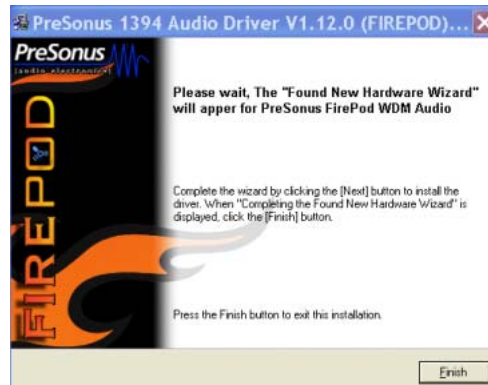 PreSonus 1394 Audio Driver V1.12.0 (FIREPOD)...
PreSonus
[audio electronics]
FIREPOD
Please wait, The "Found New Hardware Wizard"
will apper for PreSonus FirePod WDM Audio
Complete the wizard by clicking the [Next] button to install the
driver. When "Completing the Found New Hardware Wizard" is
displayed, click the [Finish] button.
Press the Finish button to exit this installation.
Finish